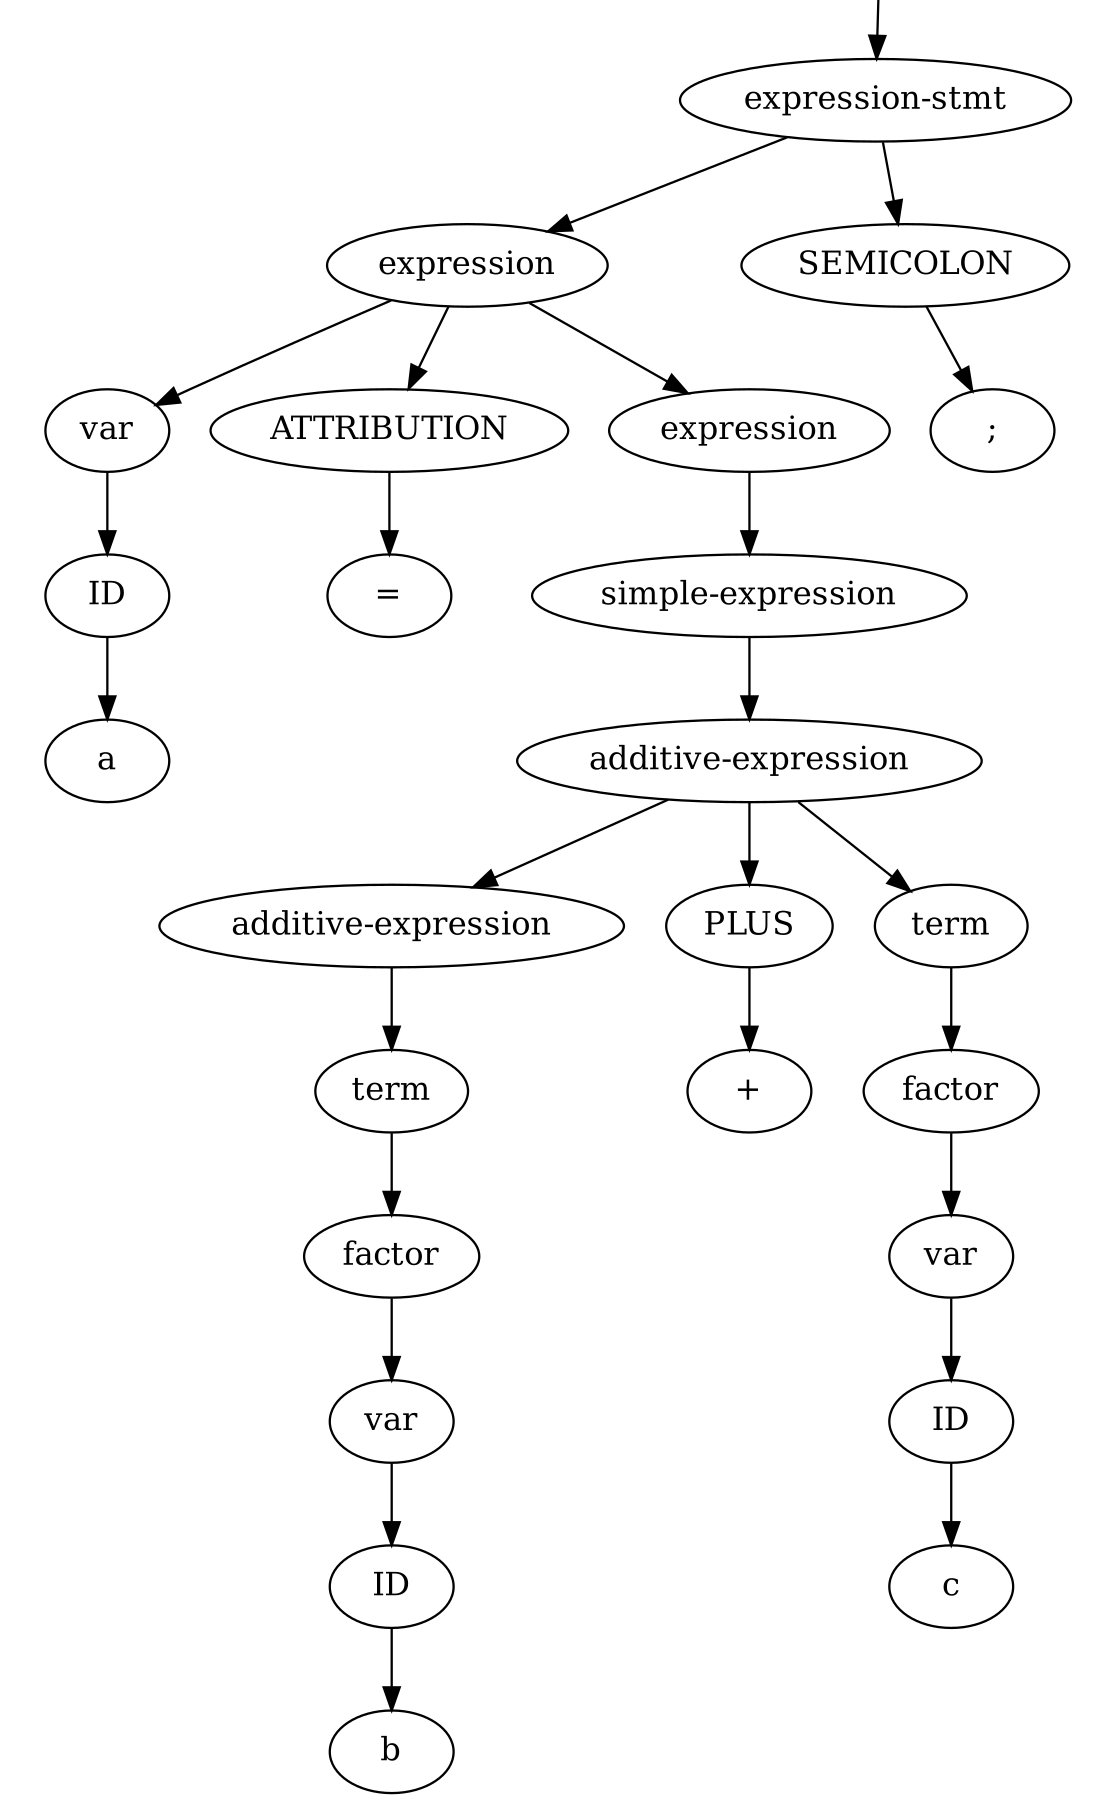 expression-stmt
expression SEMICOLON
var ATTRIBUTION expression ;
ID = simple-expression
a additive-expression
additive-expression PLUS term
term + factor
factor var
var ID
ID c
b